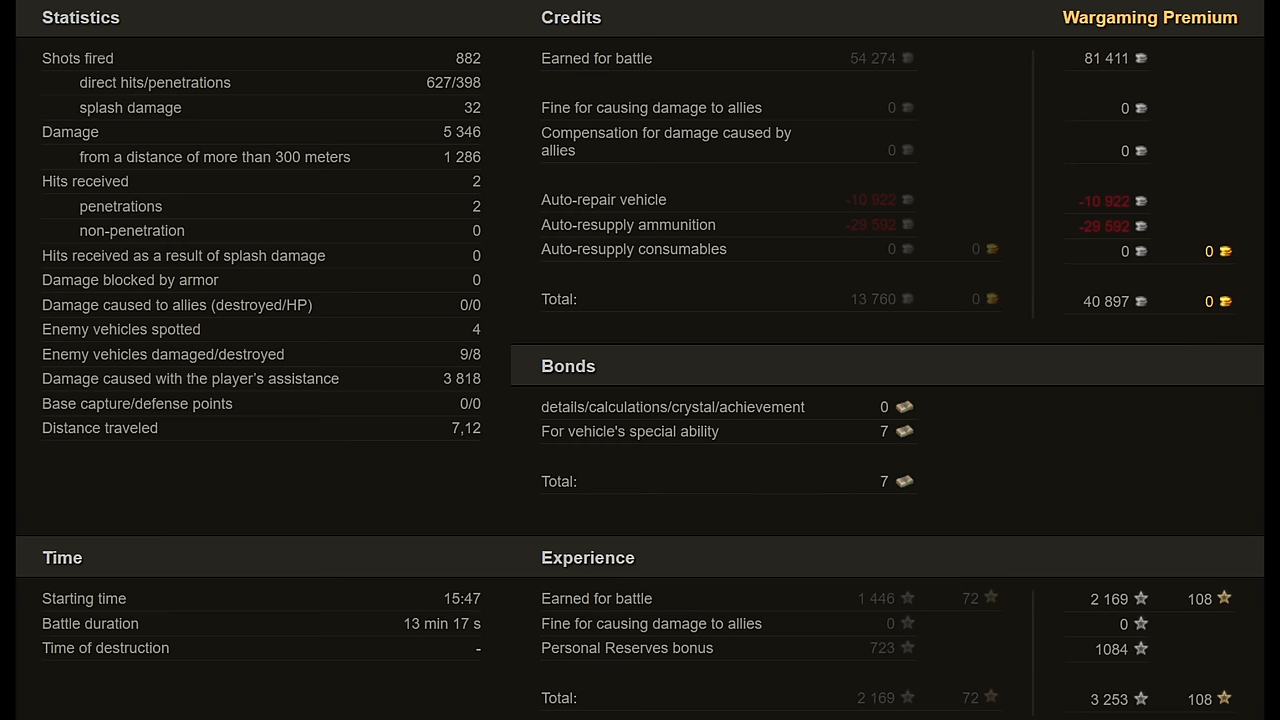 Statistics
Shots fired 882
direct hits/penetrations 627/398
splash damage 32
Damage 5 346
from a distance of more than 300 meters 1 286
Hits received 2
penetrations 2
non-penetration 0
Hits received as a result of splash damage 0
Damage blocked by armor 0
Damage caused to allies (destroyed/HP) 0/0
Enemy vehicles spotted 4
Enemy vehicles damaged/destroyed 9/8
Damage caused with the player's assistance 3 818
Base capture/defense points 0/0
Distance traveled 7,12
Credits Wargaming Premium
Earned for battle 54 274 81 411
Fine for causing damage to allies 0 0
Compensation for damage caused by
allies 0 0
Auto-repair vehicle -10 922 -10 922
Auto-resupply ammunition -29 592 -29 592
Auto-resupply consumables 0 0 0 0
Total: 13 760 0 40 897 0
Bonds
details/calculations/crystal/achievement 0
For vehicle's special ability 7
Total: 7
Time
Starting time 15:47
Battle duration 13 min 17 s
Time of destruction -
Experience
Earned for battle 1 446 72 2 169 108
Fine for causing damage to allies 0 0
Personal Reserves bonus 723 1084
Total: 2 169 72 3 253 108